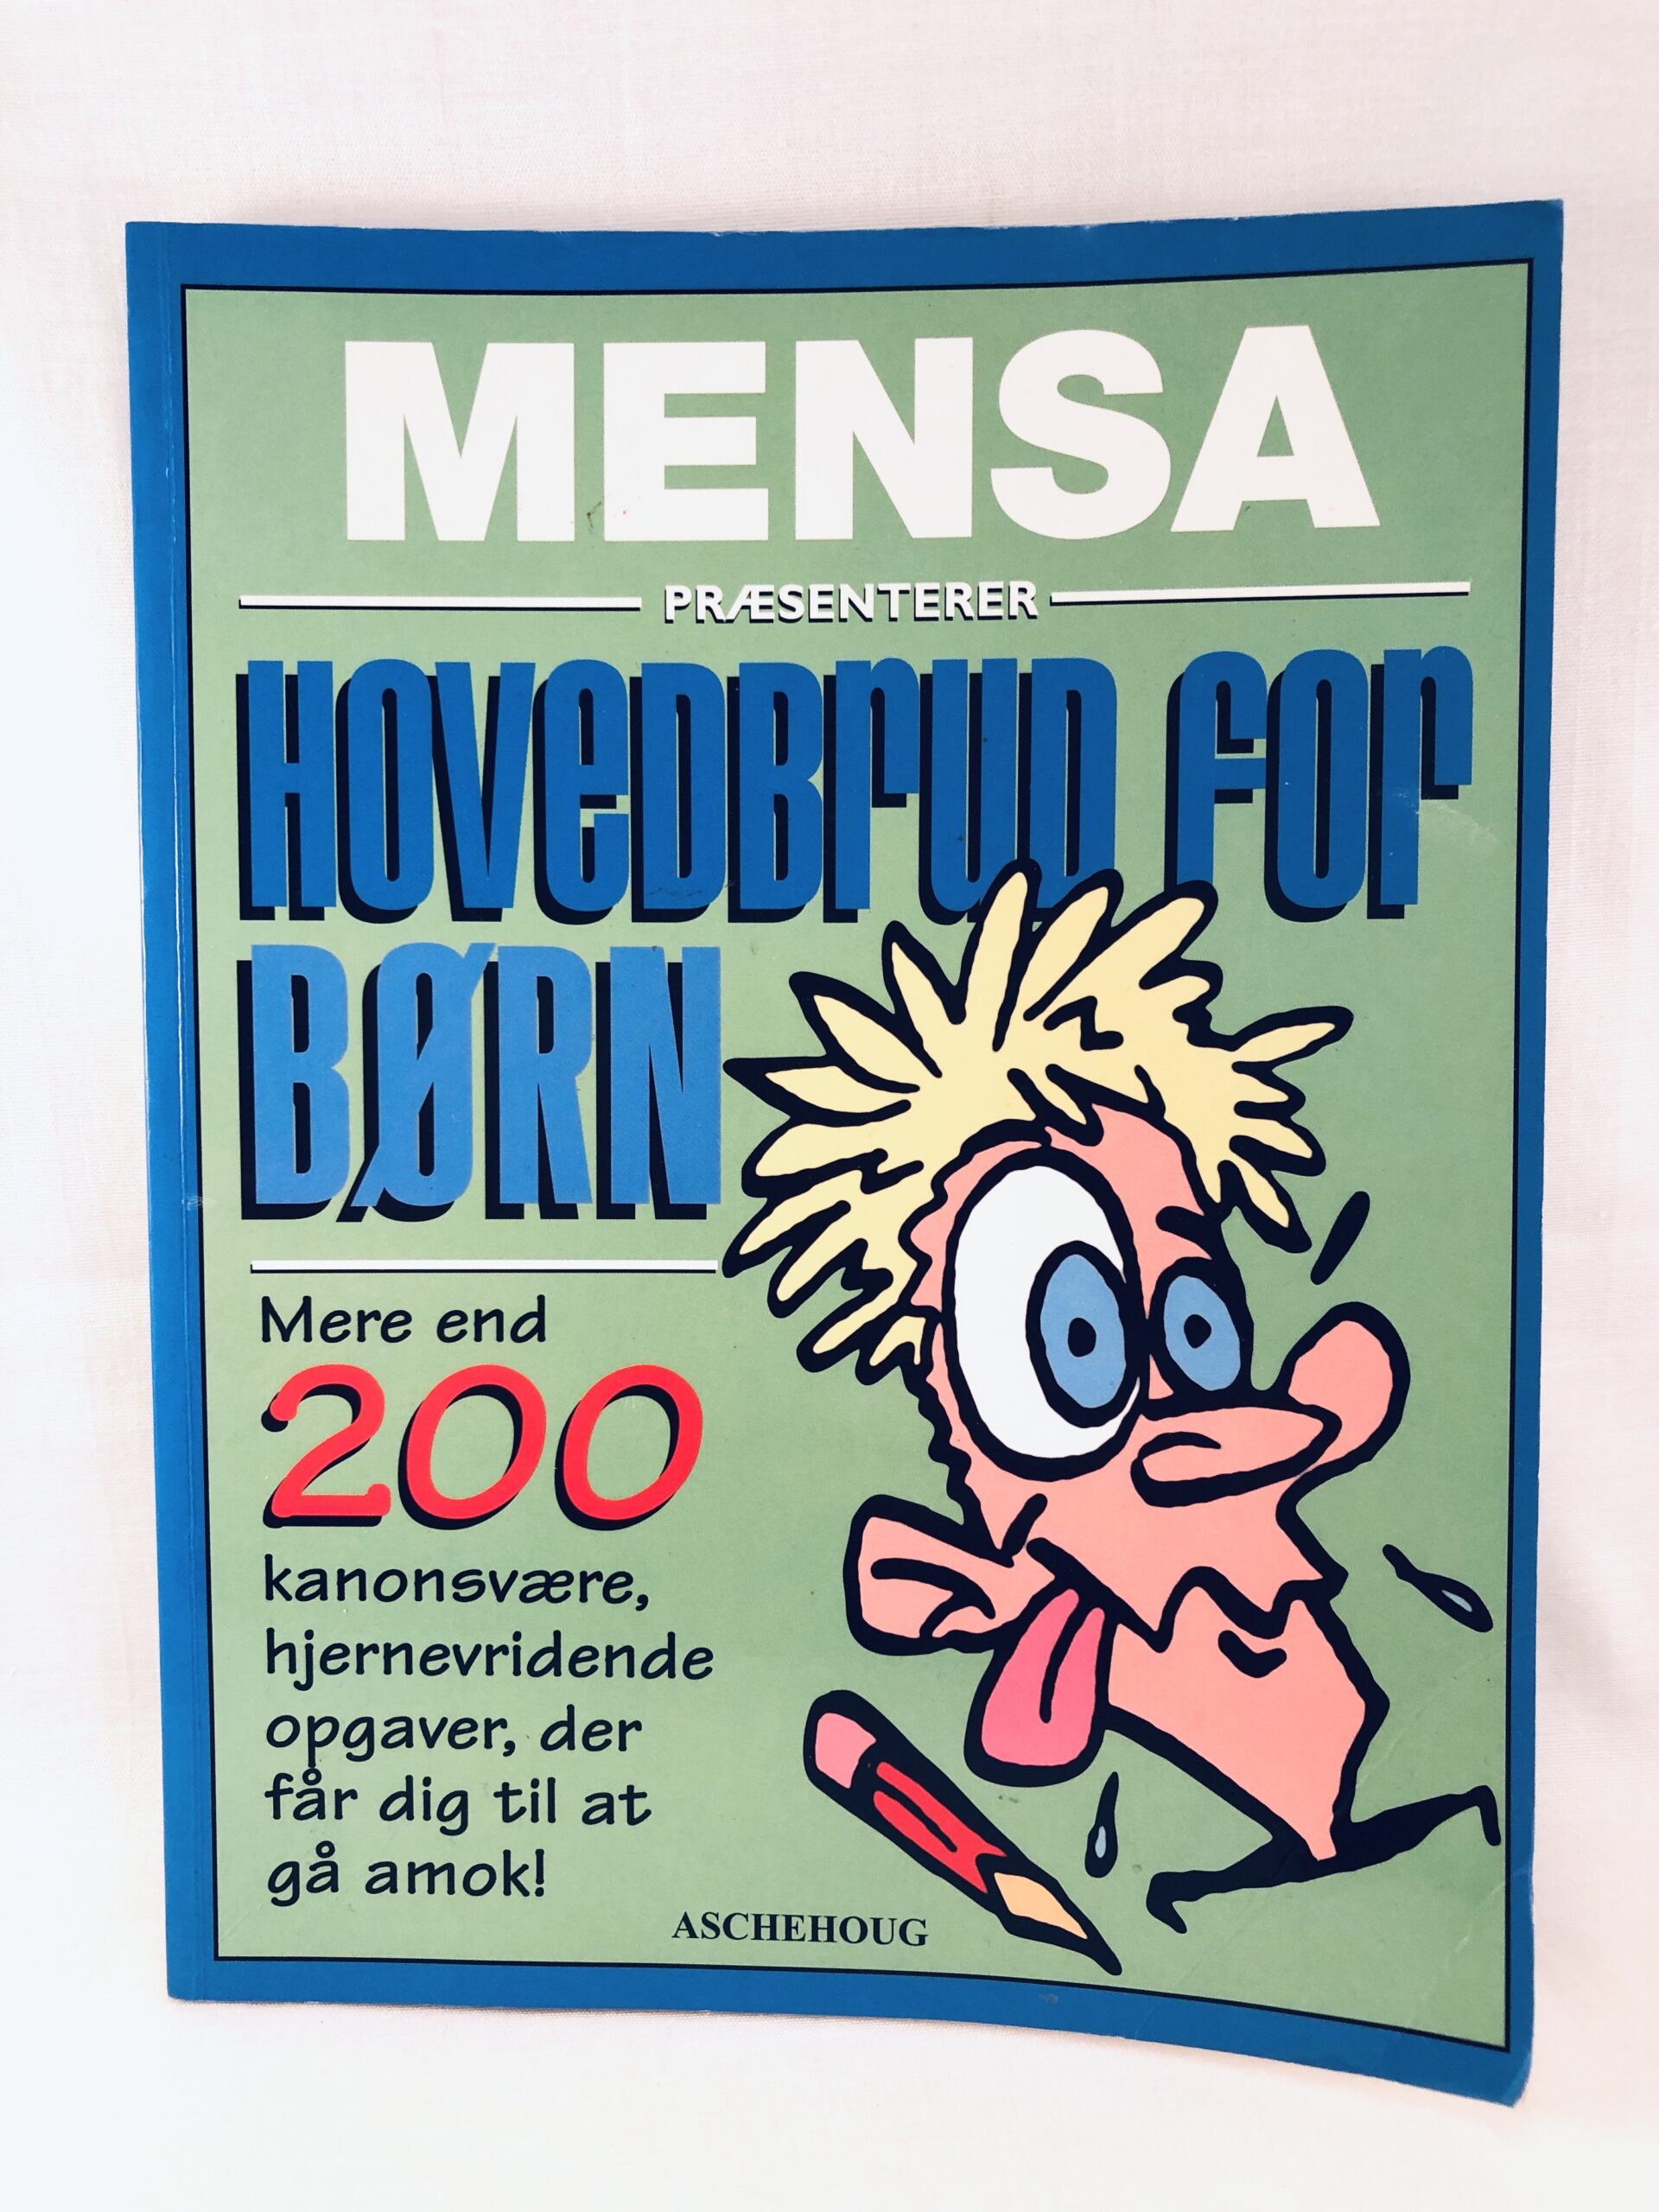 MENSA
PRÆSENTERER
HOVEDBRUD FOR
BØRN
Mere end
200
kanonsvære,
hjernevridende
opgaver, der
får dig til at
gå amok!
ASCHEHOUG